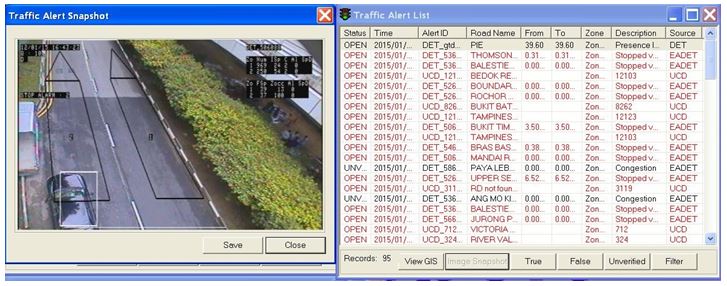 Traffic Alert Snapshot
STOP ALARM : 2
Save Close
Traffic Alert List
Status Time Alert ID Road Name From To Zone Description Source
OPEN 2015/01/... DET_gtd... PIE 39.60 39.60 Zon... Presence I... DET
OPEN 2015/01/... DET_536... THOMSON... 0.31... 0.31... Zon... Stopped v... EADET
OPEN 2015/01/... DET_536... BALESTIE... 0.00... 0.00... Zon... Stopped v... EADET
OPEN 2015/01/... UCD_121... BEDOK RE... Zon... 12103 UCD
OPEN 2015/01/... DET_526... BOUNDAR... 0.00... 0.00... Zon... Stopped v... EADET
OPEN 2015/01/... DET_536... ROCHOR ... 0.00... 0.00... Zon... Stopped v... EADET
OPEN 2015/01/... UCD_826... BUKIT BAT... Zon... 8262 UCD
OPEN 2015/01/... UCD_121... TAMPINES... Zon... 12123 UCD
OPEN 2015/01/... DET_506... BUKIT TIM... 3.50... 3.50... Zon... Stopped v... EADET
OPEN 2015/01/... UCD_121... TAMPINES... Zon... 12103 UCD
OPEN 2015/01/... DET_546... BRAS BAS... 0.38... 0.38... Zon... Stopped v... EADET
OPEN 2015/01/... DET_506... MANDAI R... 0.00... 0.00... Zon... Stopped v... EADET
UNV... 2015/01/... DET_586... PAYA LEB... 0.00... 0.00... Zon... Congestion EADET
OPEN 2015/01/... DET_526... UPPER SE... 6.52... 6.52... Zon... Stopped v... EADET
OPEN 2015/01/... UCD_311... RD not foun... Zon... 3119 UCD
UNV... 2015/01/... DET_536... ANG MO KI... 0.00... 0.00... Zon... Congestion EADET
OPEN 2015/01/... DET_536... BALESTIE... 0.00... 0.00... Zon... Stopped v... EADET
OPEN 2015/01/... DET_566... JURONG P... 0.00... 0.00... Zon... Stopped v... EADET
OPEN 2015/01/... UCD_712... VICTORIA ... Zon... 712 UCD
OPEN 2015/01/... UCD_324... RIVER VAL... Zon... 324 UCD
Records: 95 View GIS Image Snapshot True False Unverified Filter